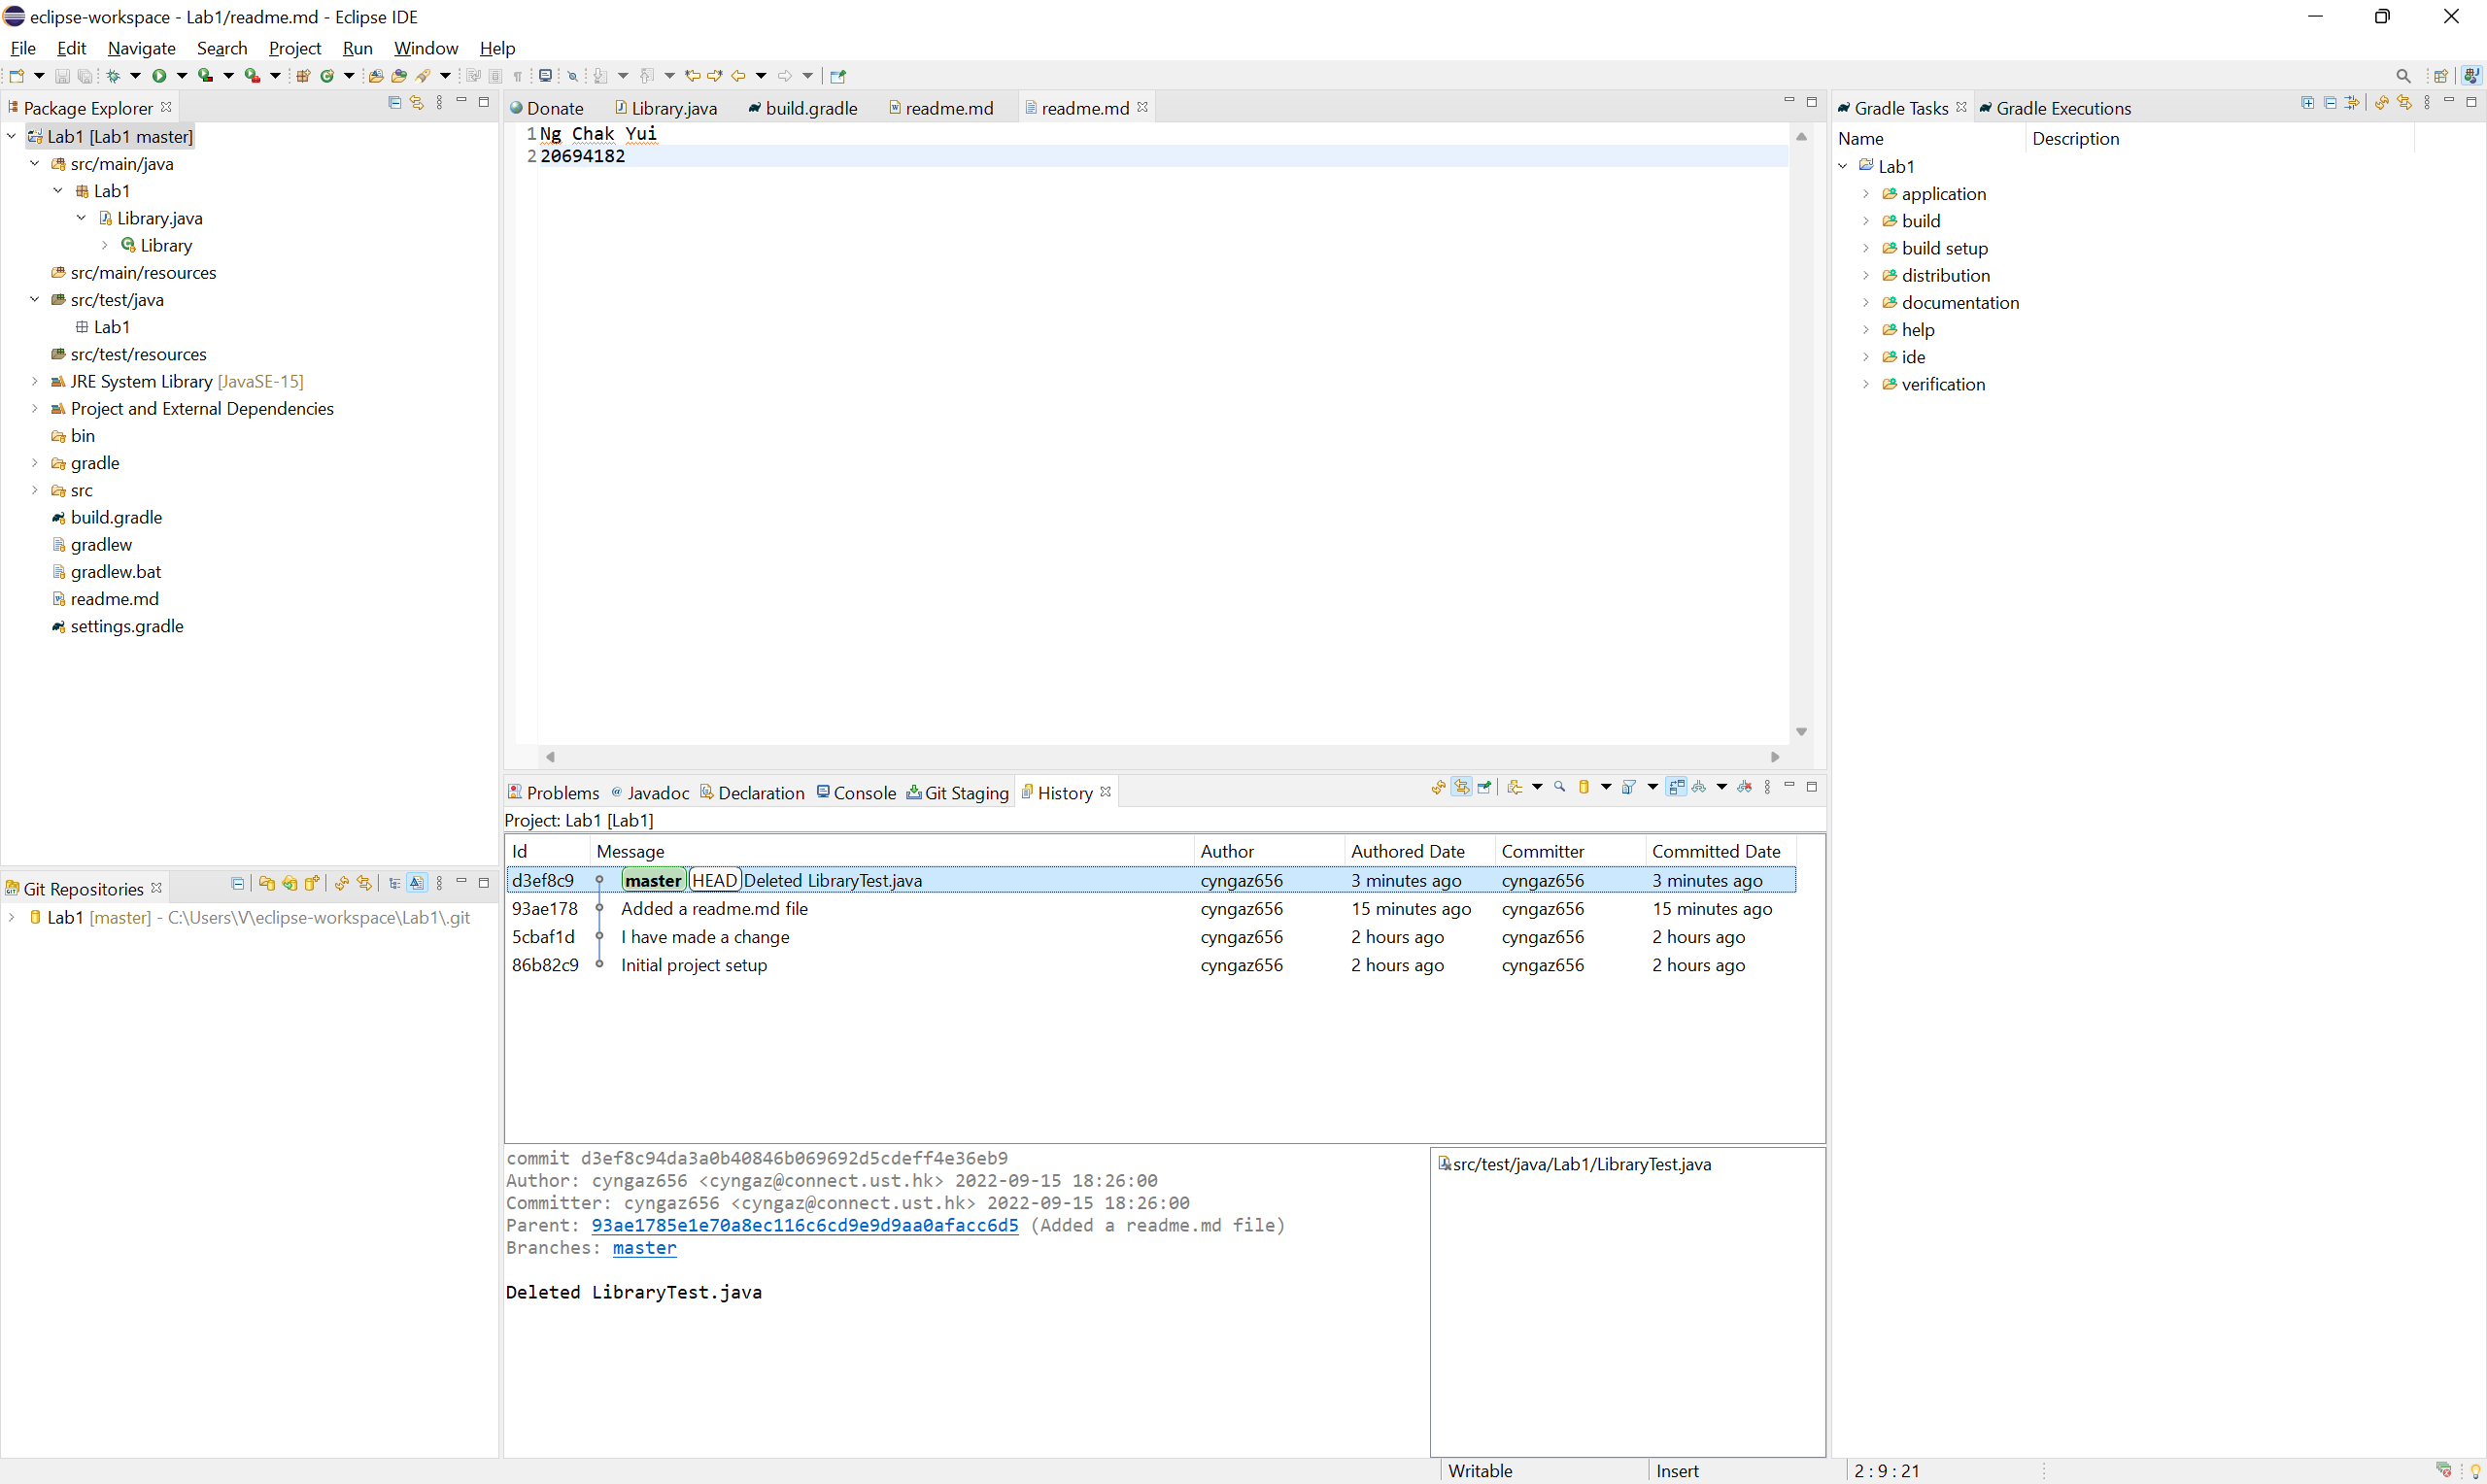 eclipse-workspace - Lab1/readme.md - Eclipse IDE
File Edit Navigate Search Project Run Window Help
Package Explorer
Lab1 [Lab1 master]
src/main/java
Lab1
Library.java
Library
src/main/resources
src/test/java
Lab1
src/test/resources
JRE System Library [JavaSE-15]
Project and External Dependencies
bin
gradle
src
build.gradle
gradlew
gradlew.bat
readme.md
settings.gradle
Git Repositories
Lab1 [master] - C:\Users\V\eclipse-workspace\Lab1\.git
Donate Library.java build.gradle readme.md readme.md
1 Ng Chak Yui
2 20694182
Problems @ Javadoc Declaration Console Git Staging History
Project: Lab1 [Lab1]
Id Message Author Authored Date Committer Committed Date
d3ef8c9 master HEAD Deleted LibraryTest.java cyngaz656 3 minutes ago cyngaz656 3 minutes ago
93ae178 Added a readme.md file cyngaz656 15 minutes ago cyngaz656 15 minutes ago
5cbaf1d I have made a change cyngaz656 2 hours ago cyngaz656 2 hours ago
86b82c9 Initial project setup cyngaz656 2 hours ago cyngaz656 2 hours ago
commit d3ef8c94da3a0b40846b069692d5cdeff4e36eb9
Author: cyngaz656 <cyngaz@connect.ust.hk> 2022-09-15 18:26:00
Committer: cyngaz656 <cyngaz@connect.ust.hk> 2022-09-15 18:26:00
Parent: 93ae1785e1e70a8ec116c6cd9e9d9aa0afacc6d5 (Added a readme.md file)
Branches: master
Deleted LibraryTest.java
src/test/java/Lab1/LibraryTest.java
Gradle Tasks Gradle Executions
Name Description
Lab1
application
build
build setup
distribution
documentation
help
ide
verification
Writable Insert 2 : 9 : 21